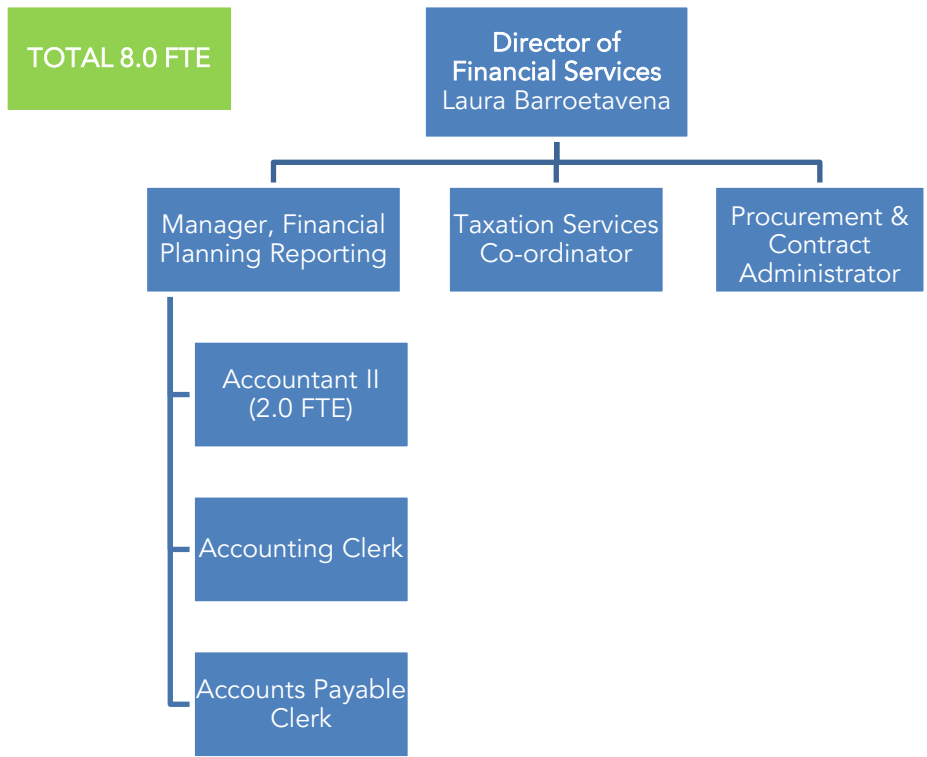 TOTAL 8.0 FTE
Director of
Financial Services
Laura Barroetavena
Manager, Financial
Planning Reporting
Taxation Services
Co-ordinator
Procurement &
Contract
Administrator
Accountant II
(2.0 FTE)
Accounting Clerk
Accounts Payable
Clerk